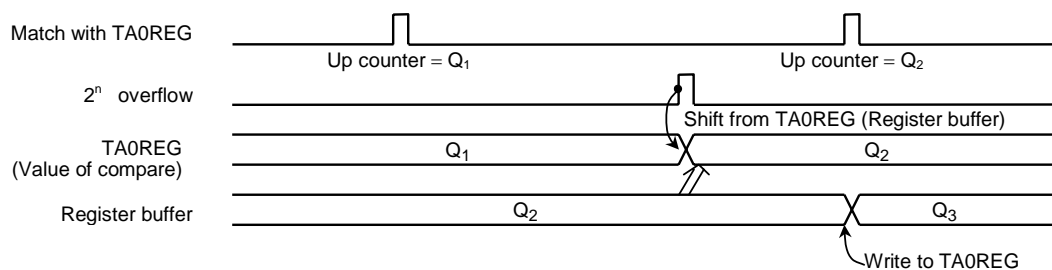 Match with TA0REG
Up counter = Q₁
Up counter = Q₂
2ⁿ overflow
Shift from TA0REG (Register buffer)
TA0REG
(Value of compare)
Q₁
Q₂
Register buffer
Q₂
Q₃
Write to TA0REG